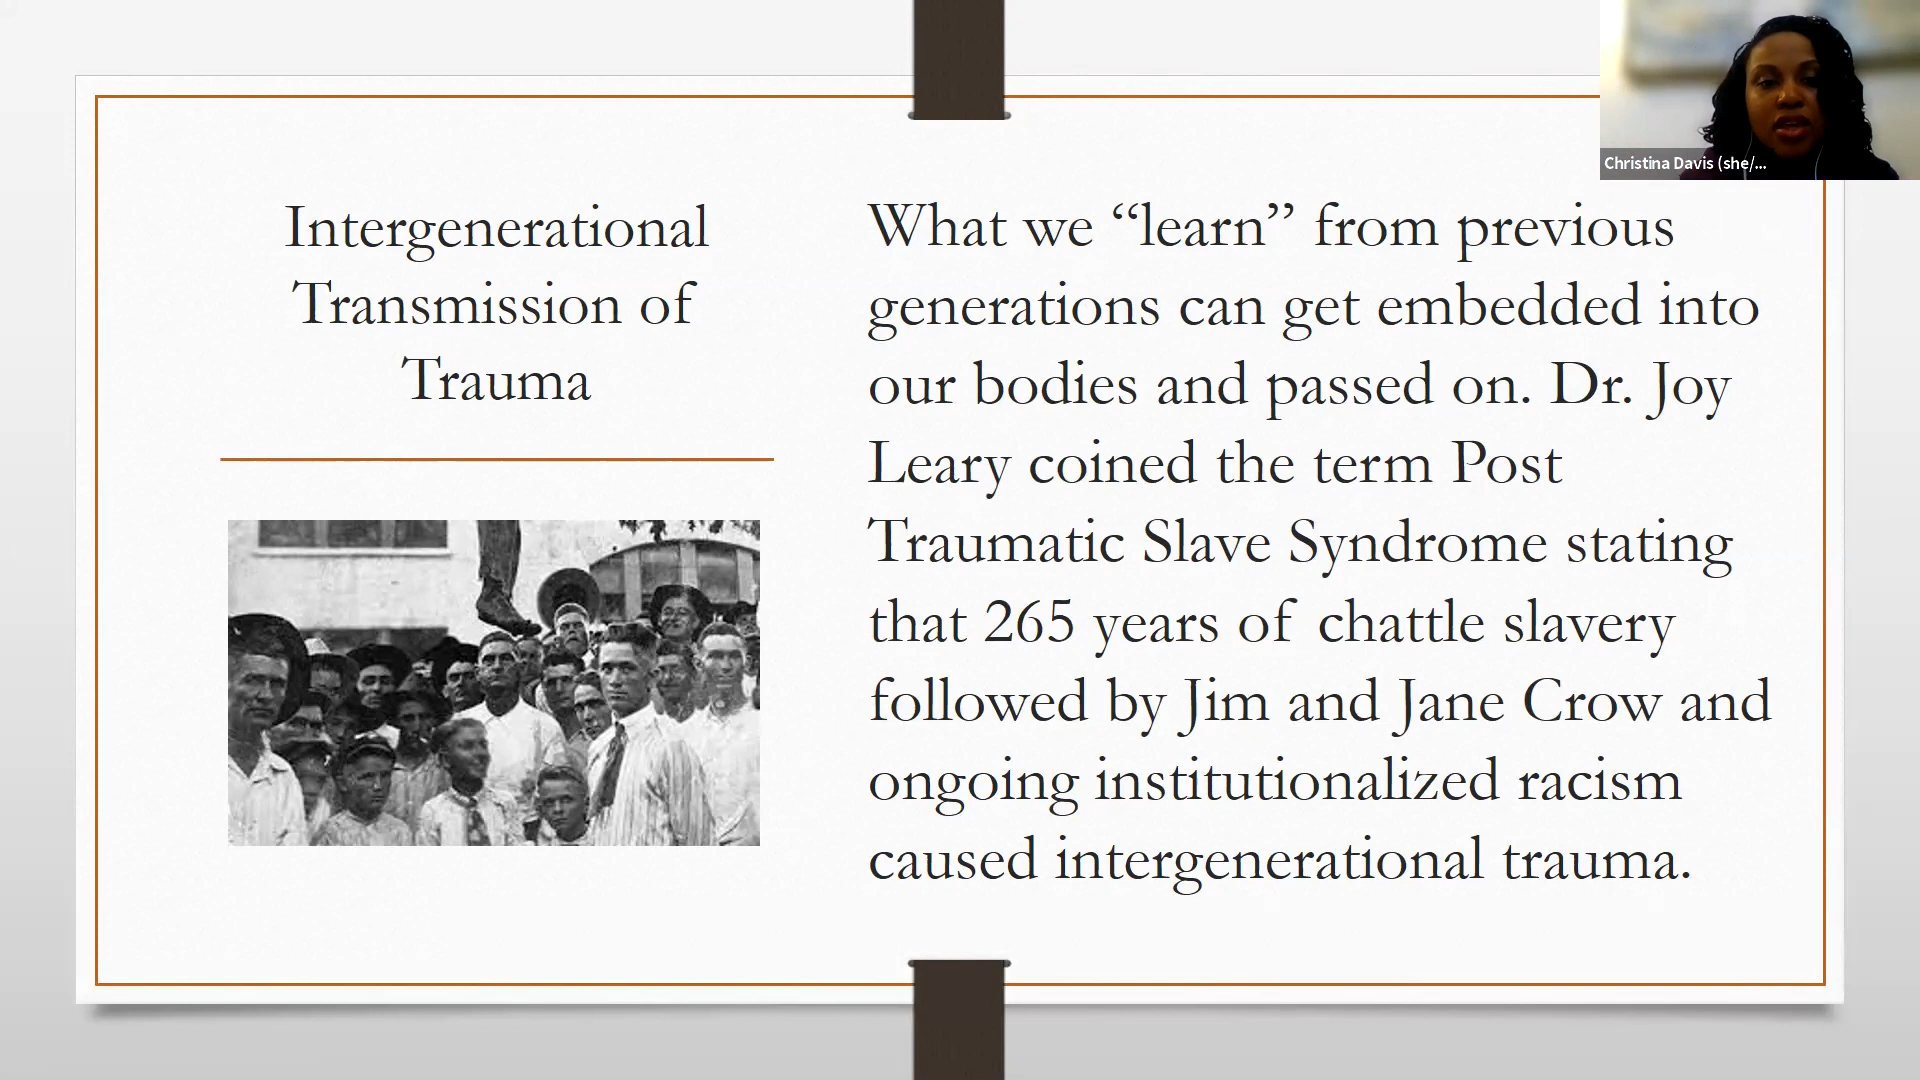 Christina Davis (she/...
Intergenerational
Transmission of
Trauma
What we “learn” from previous
generations can get embedded into
our bodies and passed on. Dr. Joy
Leary coined the term Post
Traumatic Slave Syndrome stating
that 265 years of chattle slavery
followed by Jim and Jane Crow and
ongoing institutionalized racism
caused intergenerational trauma.